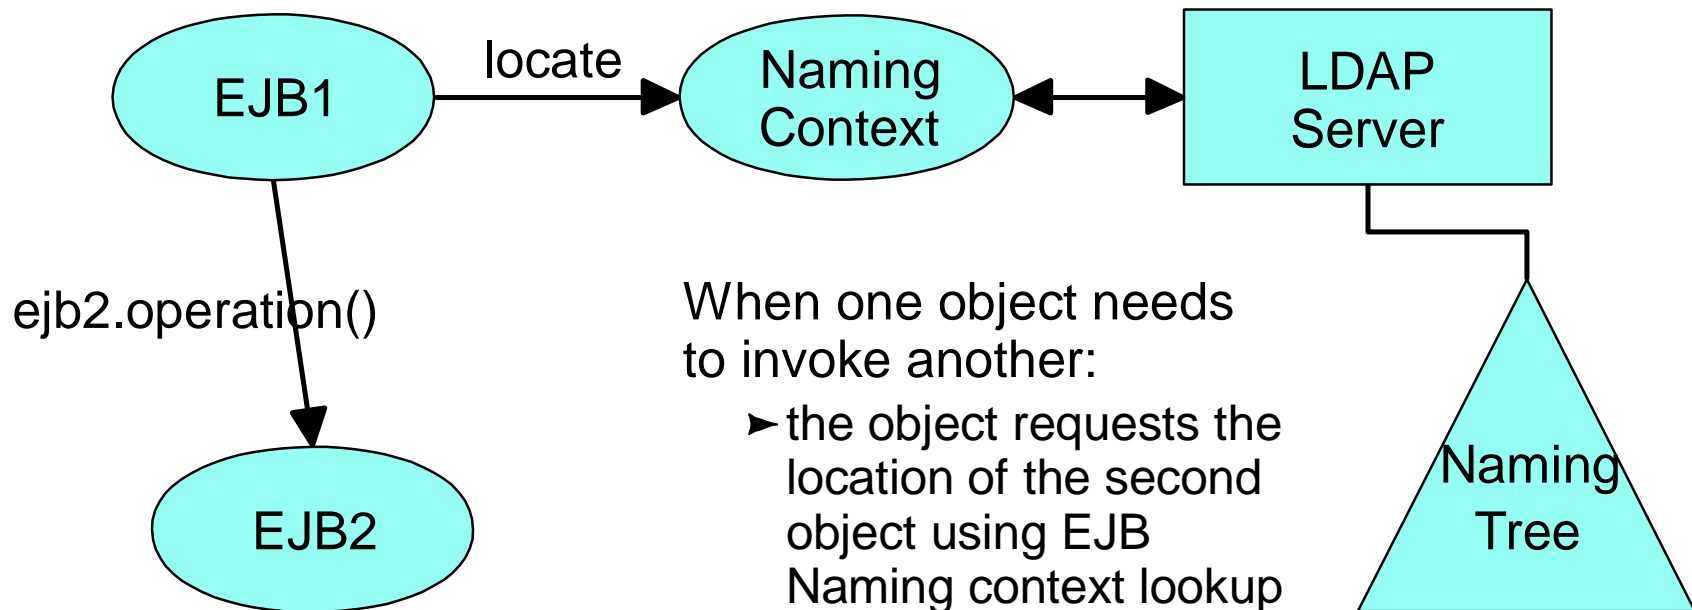 EJB1
locate
Naming
Context
LDAP
Server
ejb2.operation()
When one object needs
to invoke another:
➤ the object requests the
location of the second
object using EJB
Naming context lookup
EJB2
Naming
Tree